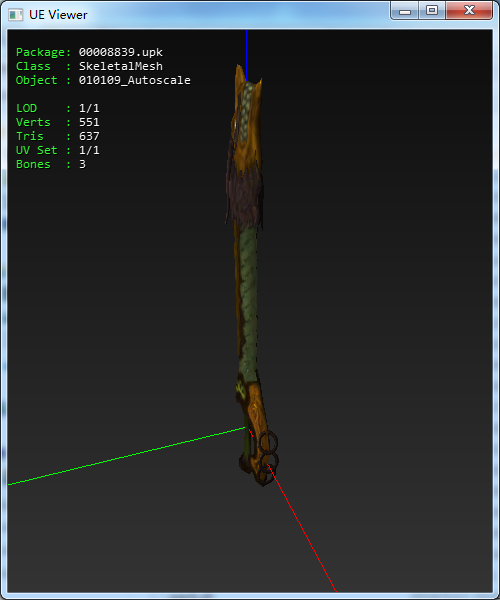 UE Viewer
Package: 00008839.upk
Class  : SkeletalMesh
Object : 010109_Autoscale
LOD    : 1/1
Verts  : 551
Tris   : 637
UV Set : 1/1
Bones  : 3